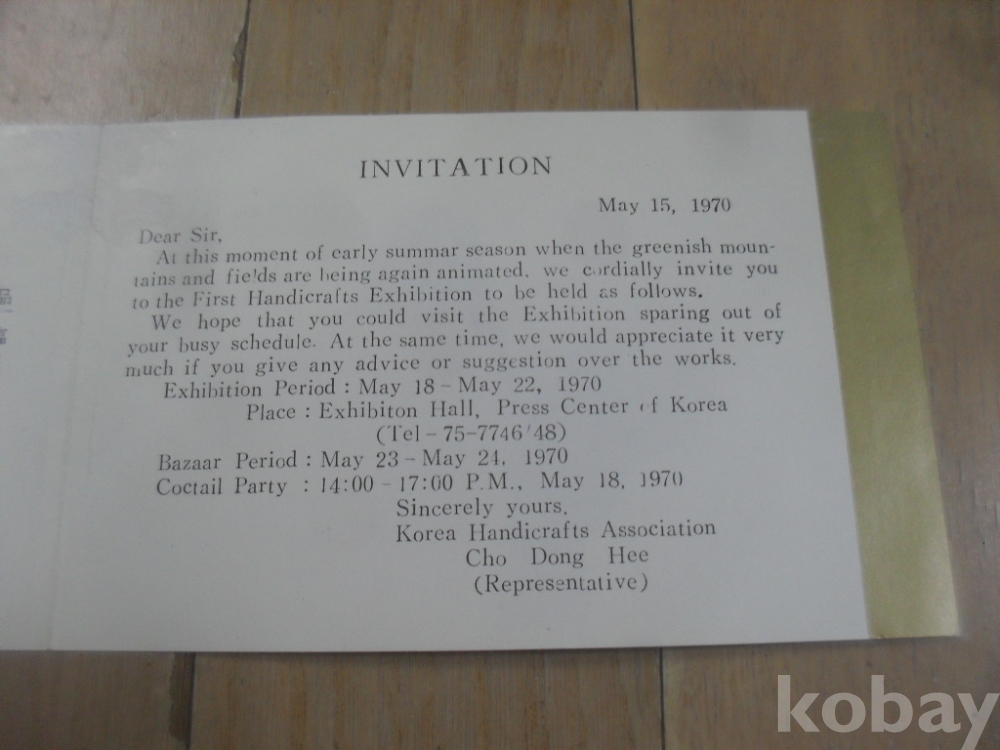 INVITATION
May 15, 1970
Dear Sir,
At this moment of early summar season when the greenish moun-
tains and fields are being again animated, we cordially invite you
to the First Handicrafts Exhibition to be held as follows.
We hope that you could visit the Exhibition sparing out of
your busy schedule. At the same time, we would appreciate it very
much if you give any advice or suggestion over the works.
Exhibition Period : May 18 - May 22, 1970
Place : Exhibiton Hall, Press Center of Korea
(Tel - 75-7746/48)
Bazaar Period : May 23 - May 24, 1970
Coctail Party : 14:00 - 17:00 P.M., May 18, 1970
Sincerely yours,
Korea Handicrafts Association
Cho Dong Hee
(Representative)
kobay